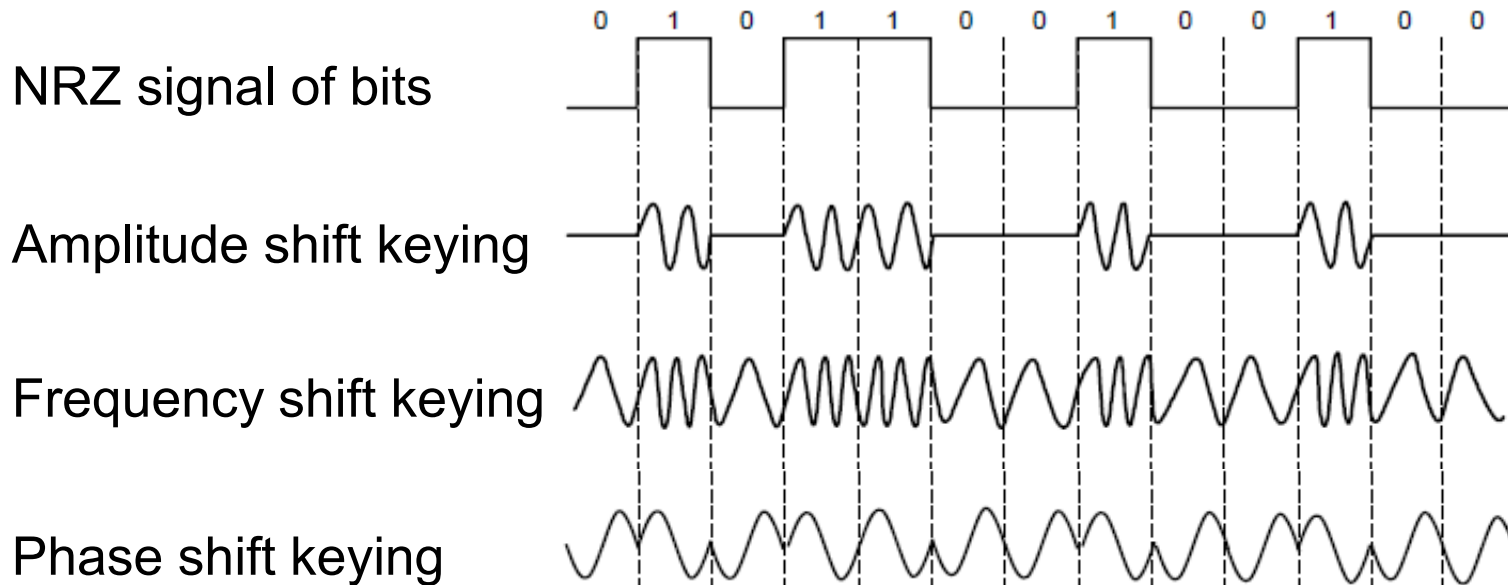 0 1 0 1 1 0 0 1 0 0 1 0 0
NRZ signal of bits
Amplitude shift keying
Frequency shift keying
Phase shift keying